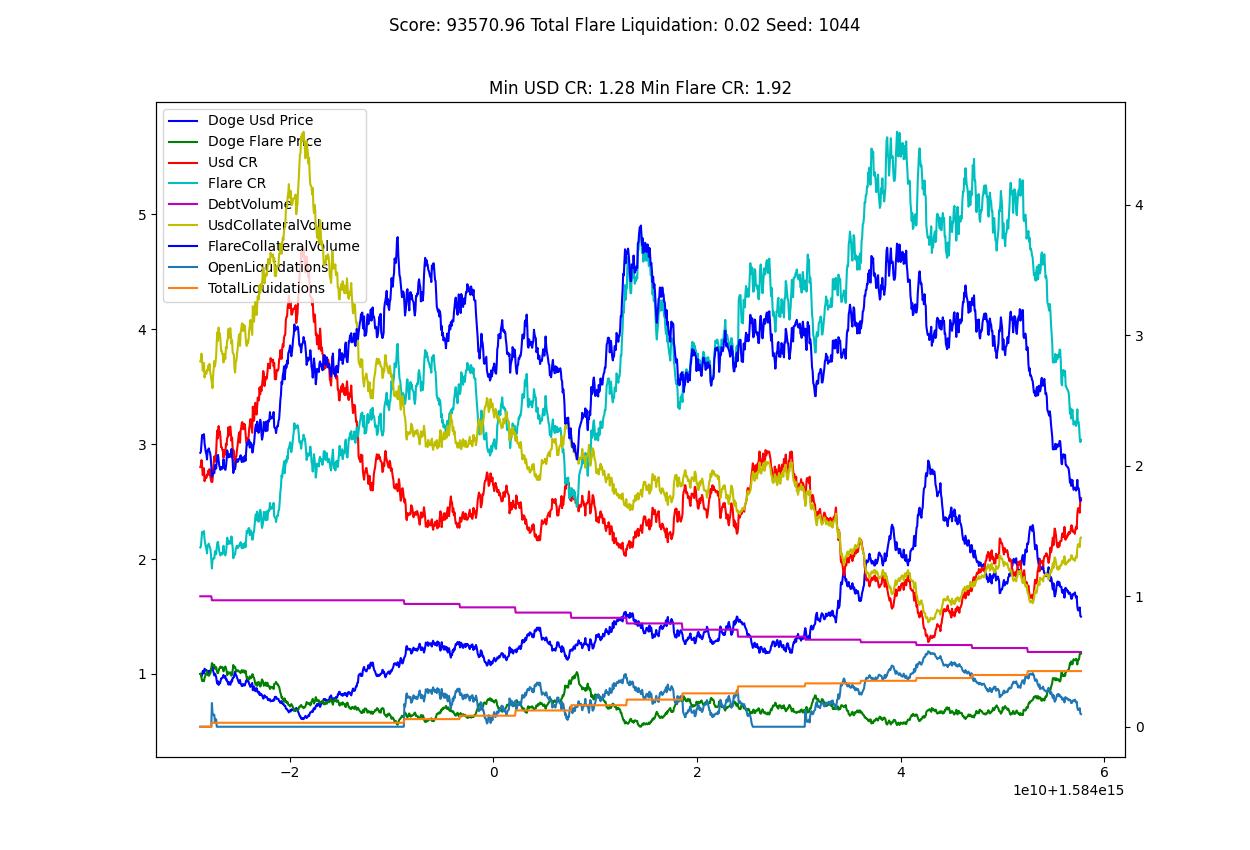 Score: 93570.96 Total Flare Liquidation: 0.02 Seed: 1044
Min USD CR: 1.28 Min Flare CR: 1.92
Doge Usd Price
Doge Flare Price
Usd CR
Flare CR
DebtVolume
UsdCollateralVolume
FlareCollateralVolume
OpenLiquidations
TotalLiquidations
5
4
3
2
1
4
3
2
1
0
−2
0
2
4
6
1e10+1.584e15